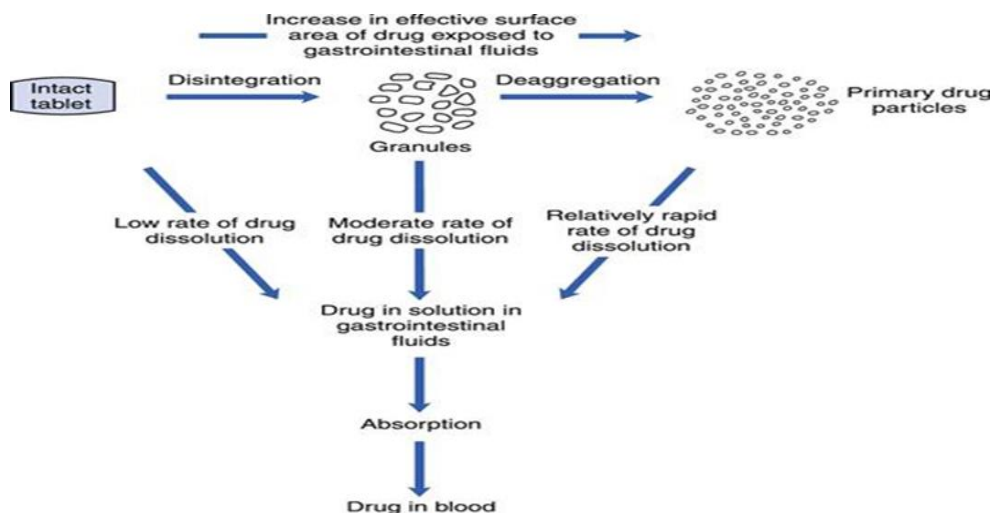 Increase in effective surface
area of drug exposed to
gastrointestinal fluids
Intact
tablet
Disintegration
Deaggregation
Primary drug
particles
Granules
Low rate of drug
dissolution
Moderate rate of
drug dissolution
Relatively rapid
rate of drug
dissolution
Drug in solution in
gastrointestinal
fluids
Absorption
Drug in blood